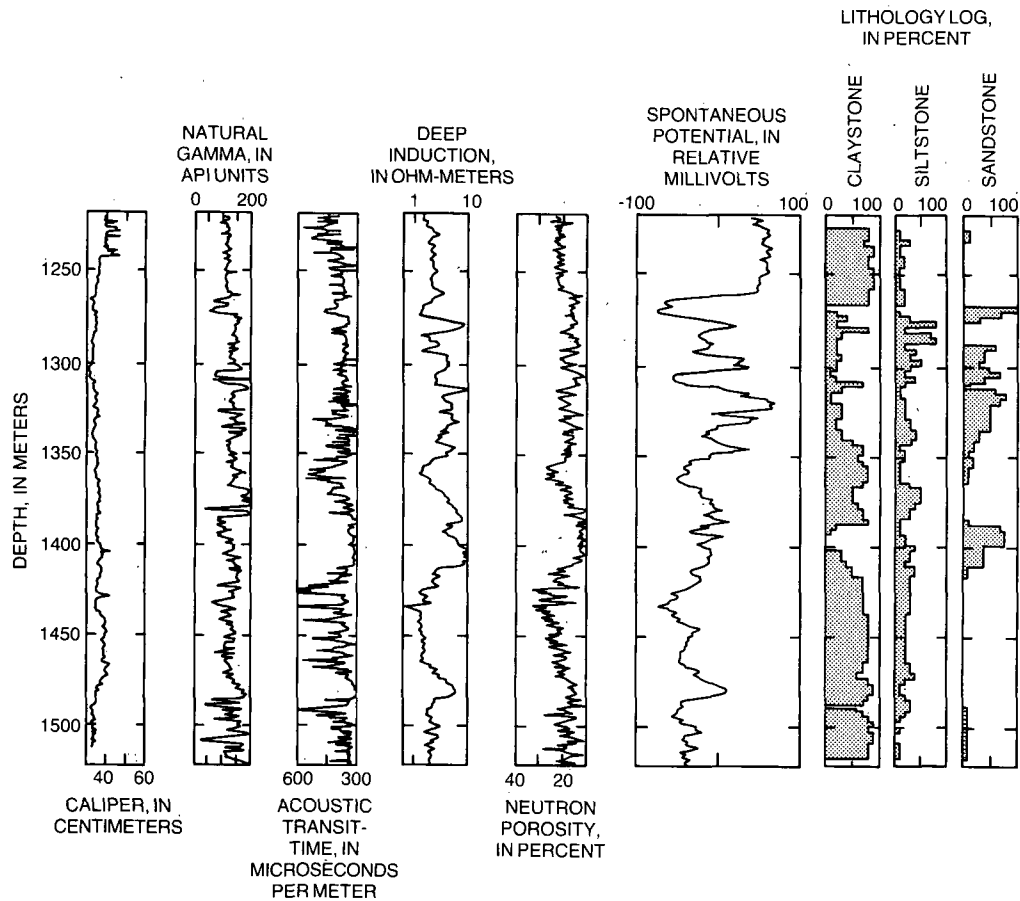 LITHOLOGY LOG,
IN PERCENT
CLAYSTONE
SILTSTONE
SANDSTONE
NATURAL
GAMMA, IN
API UNITS
DEEP
INDUCTION,
IN OHM-METERS
SPONTANEOUS
POTENTIAL, IN
RELATIVE
MILLIVOLTS
0 200
1 10
-100 100
0 100
0 100
0 100
DEPTH, IN METERS
1250
1300
1350
1400
1450
1500
40 60
600 300
40 20
CALIPER, IN
CENTIMETERS
ACOUSTIC
TRANSIT-
TIME, IN
MICROSECONDS
PER METER
NEUTRON
POROSITY,
IN PERCENT